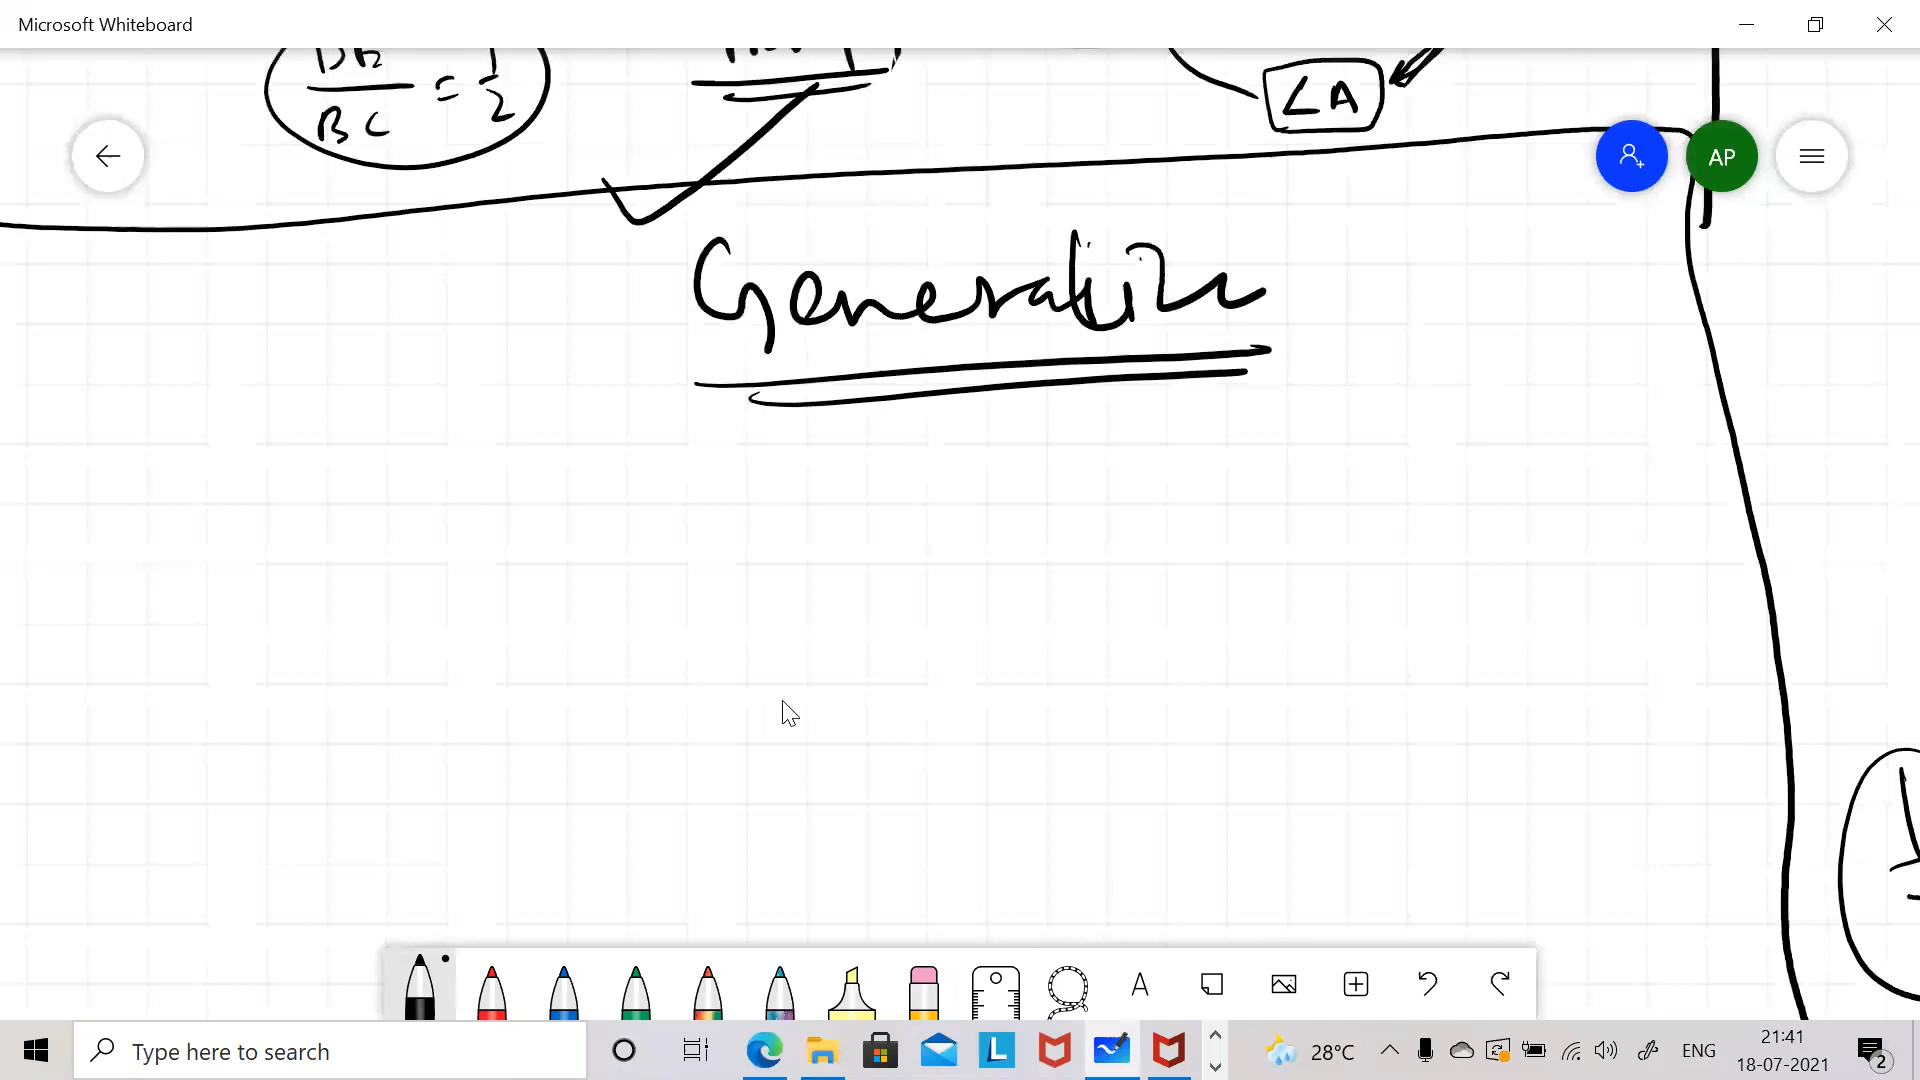 Microsoft Whiteboard
BC = 1/2
∠A
AP
Generalize
A
Type here to search
28°C
ENG
21:41
18-07-2021
2